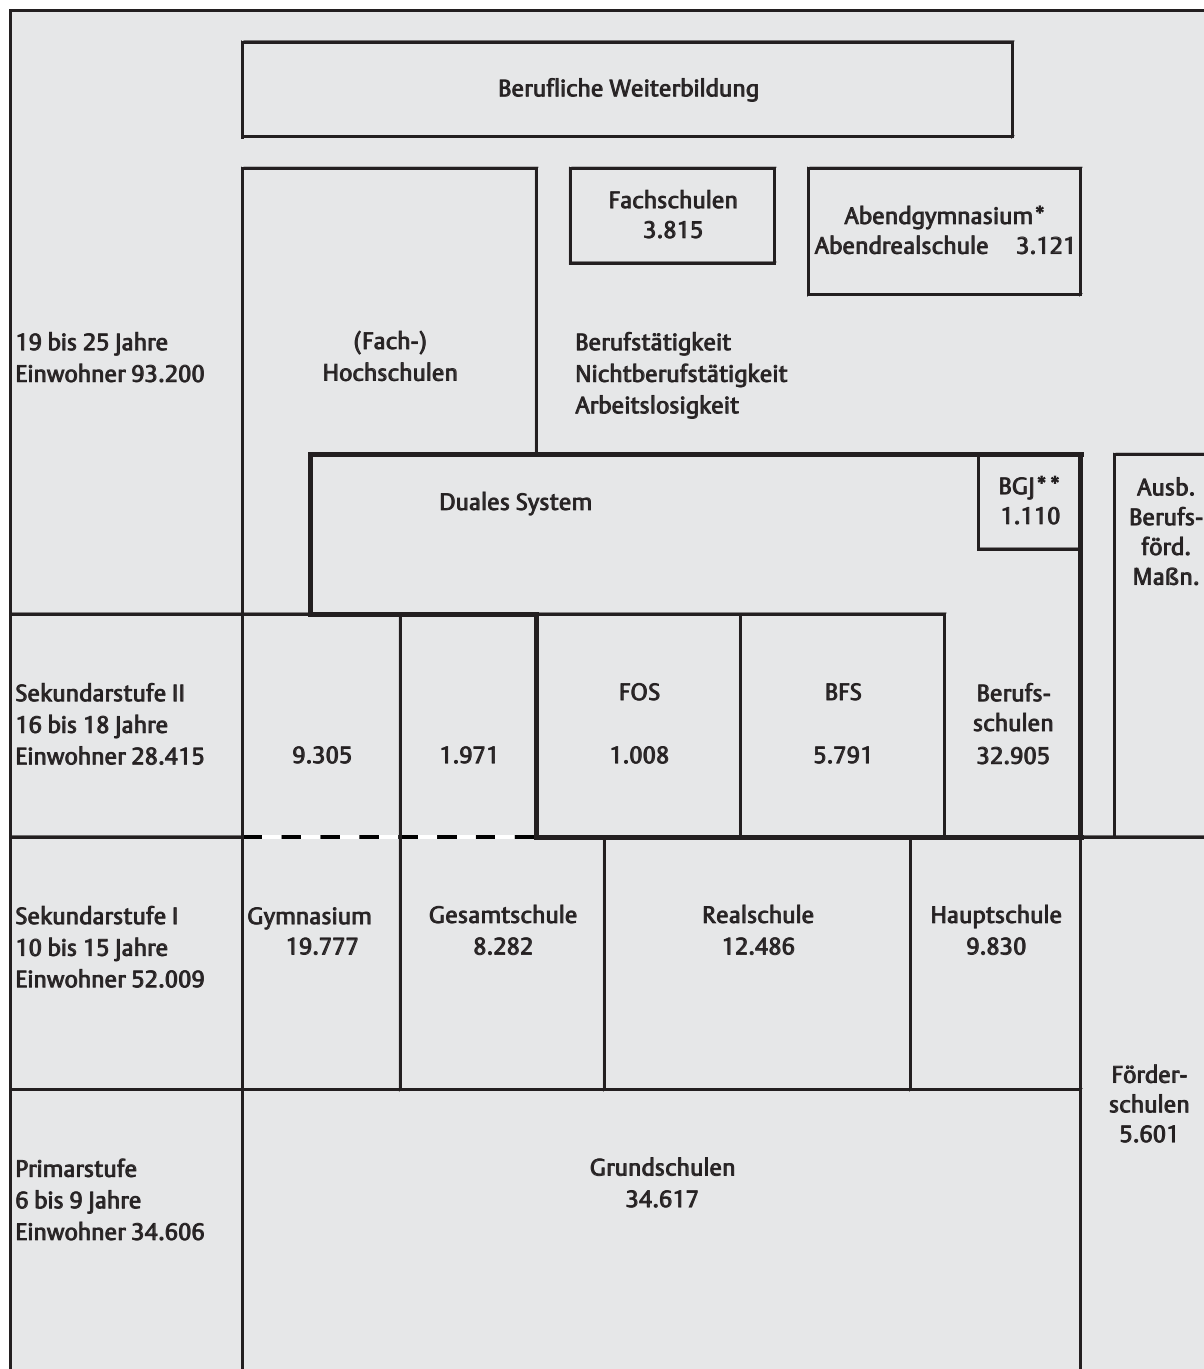 Berufliche Weiterbildung
Fachschulen
3.815
Abendgymnasium*
Abendrealschule 3.121
19 bis 25 Jahre
Einwohner 93.200
(Fach-)
Hochschulen
Berufstätigkeit
Nichtberufstätigkeit
Arbeitslosigkeit
Duales System
BGJ**
1.110
Ausb.
Berufs-
förd.
Maßn.
Sekundarstufe II
16 bis 18 Jahre
Einwohner 28.415
9.305
1.971
FOS
1.008
BFS
5.791
Berufs-
schulen
32.905
Sekundarstufe I
10 bis 15 Jahre
Einwohner 52.009
Gymnasium
19.777
Gesamtschule
8.282
Realschule
12.486
Hauptschule
9.830
Förder-
schulen
5.601
Primarstufe
6 bis 9 Jahre
Einwohner 34.606
Grundschulen
34.617